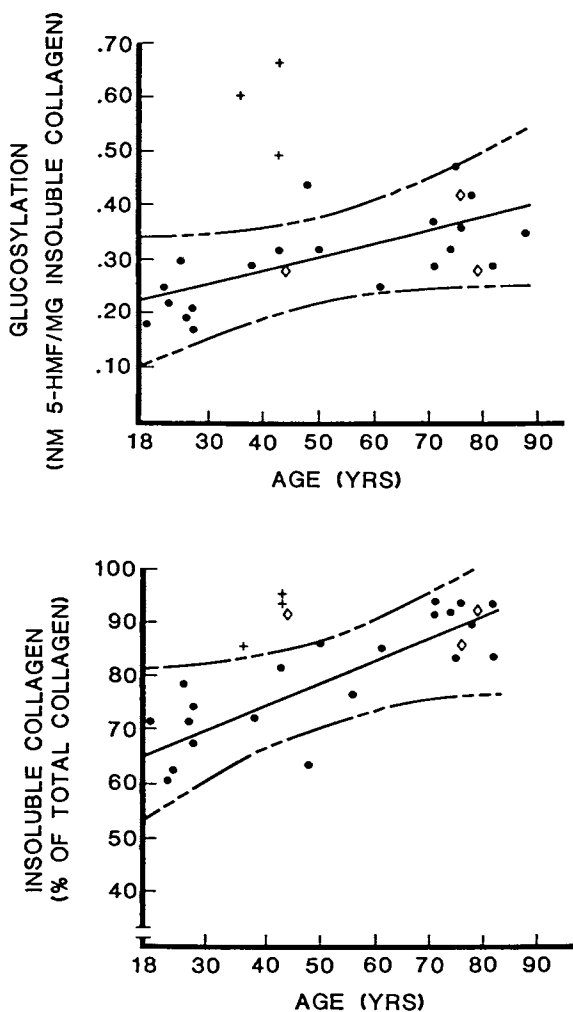 GLUCOSYLATION
(NM 5-HMF/MG INSOLUBLE COLLAGEN)
.70
.60
.50
.40
.30
.20
.10
18 30 40 50 60 70 80 90
AGE (YRS)
INSOLUBLE COLLAGEN
(% OF TOTAL COLLAGEN)
100
90
80
70
60
50
40
18 30 40 50 60 70 80 90
AGE (YRS)